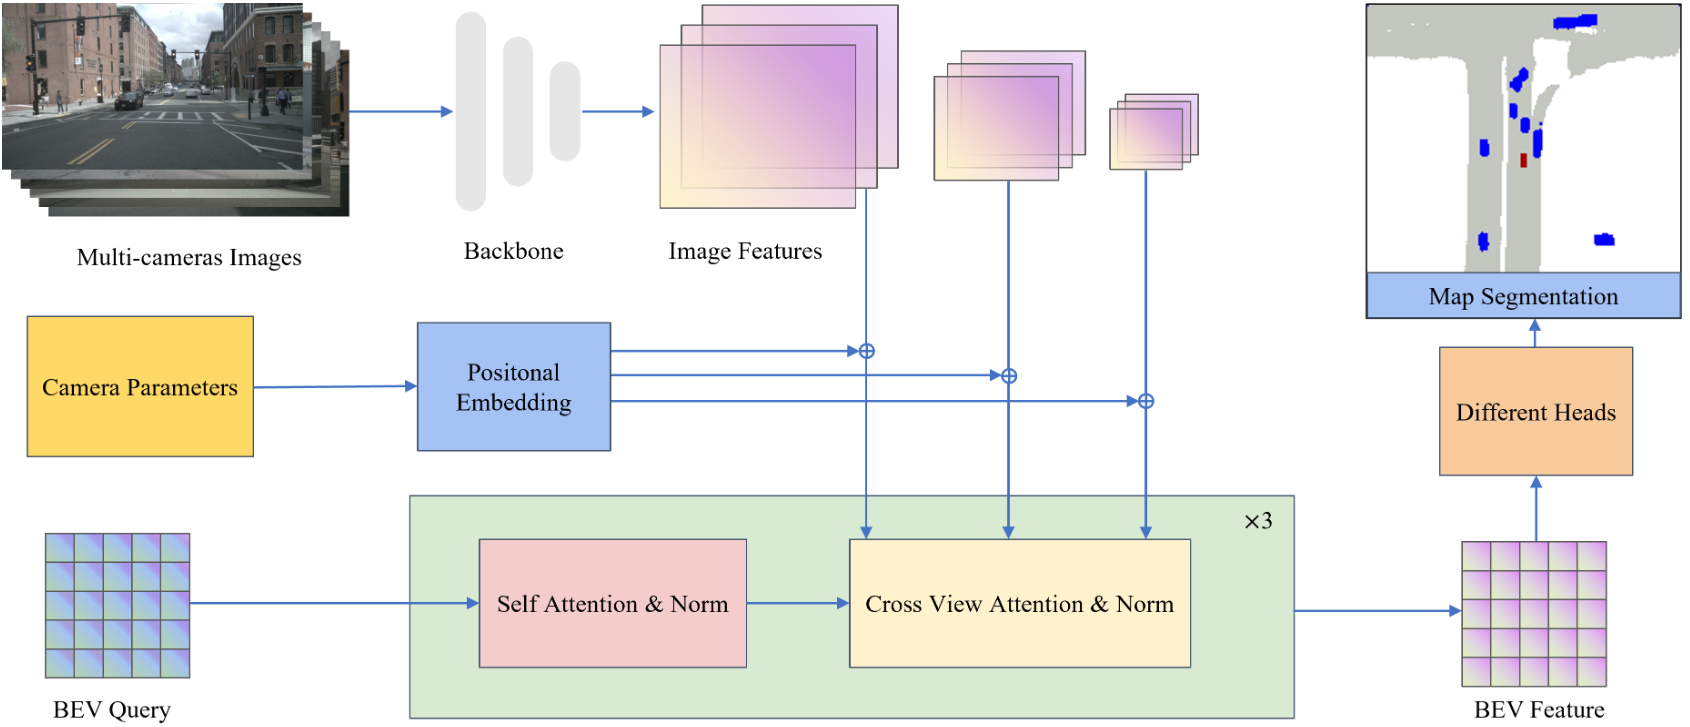 Multi-cameras Images
Backbone
Image Features
Map Segmentation
Camera Parameters
Positonal
Embedding
Different Heads
×3
Self Attention & Norm
Cross View Attention & Norm
BEV Query
BEV Feature